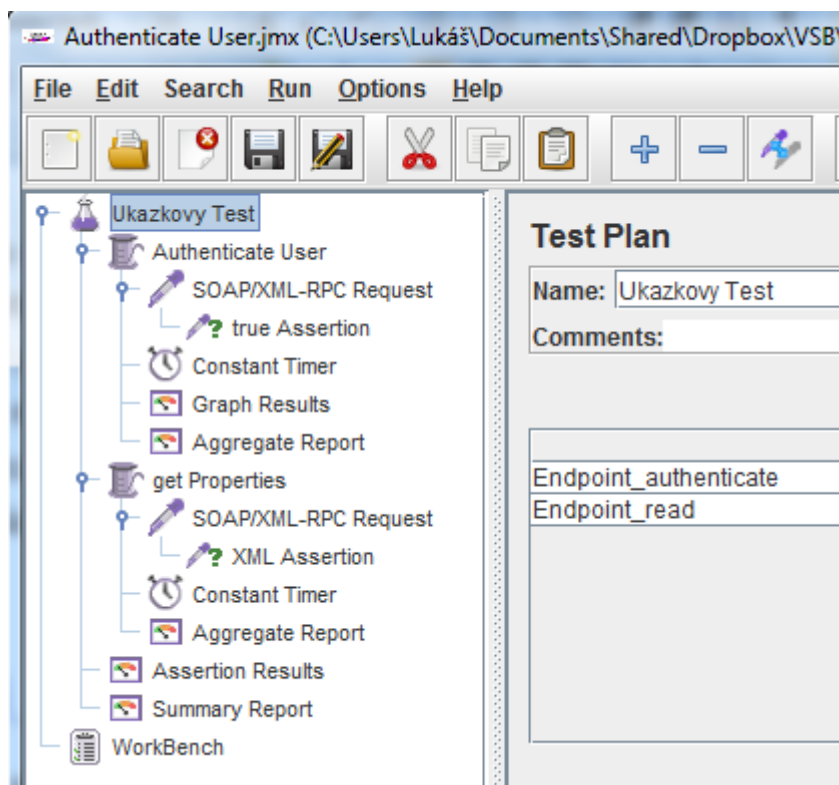 Authenticate User.jmx (C:\Users\Lukáš\Documents\Shared\Dropbox\VSB\
File Edit Search Run Options Help
Ukazkovy Test
Authenticate User
SOAP/XML-RPC Request
true Assertion
Constant Timer
Graph Results
Aggregate Report
get Properties
SOAP/XML-RPC Request
XML Assertion
Constant Timer
Aggregate Report
Assertion Results
Summary Report
WorkBench
Test Plan
Name: Ukazkovy Test
Comments:
Endpoint_authenticate
Endpoint_read